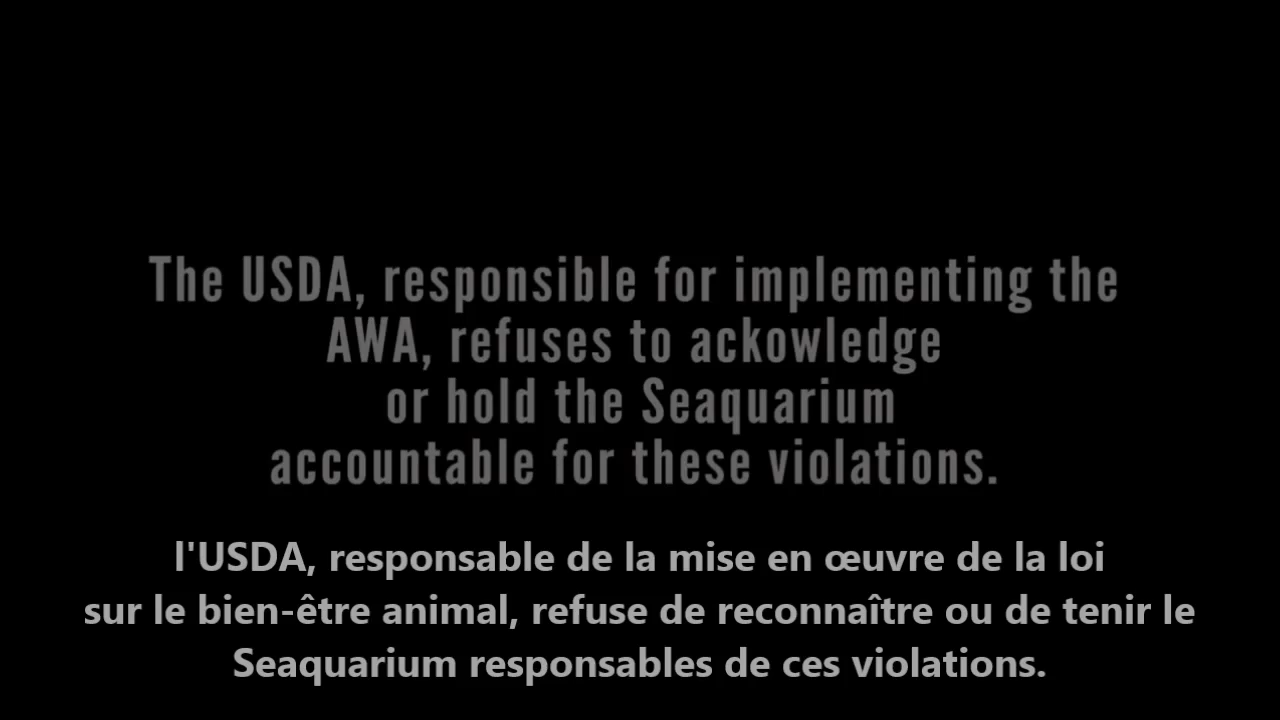 The USDA, responsible for implementing the
AWA, refuses to ackowledge
or hold the Seaquarium
accountable for these violations.
l'USDA, responsable de la mise en œuvre de la loi
sur le bien-être animal, refuse de reconnaître ou de tenir le
Seaquarium responsables de ces violations.